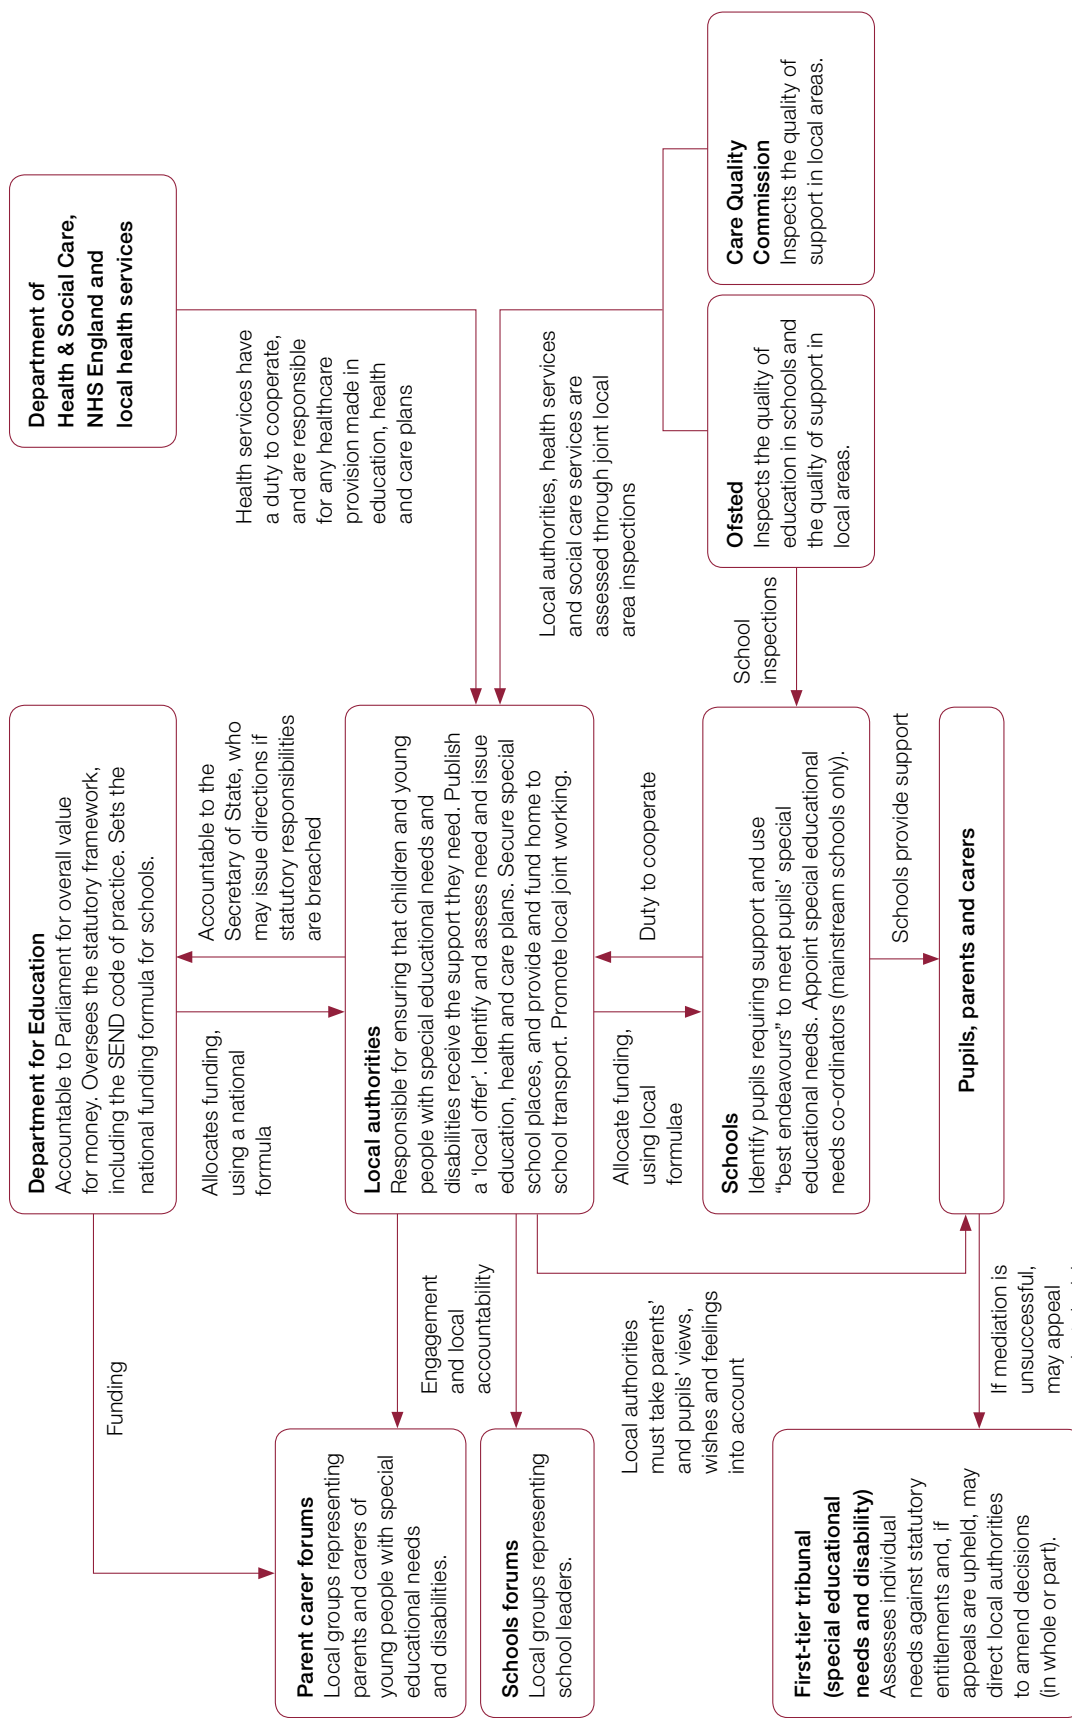 Department for Education
Accountable to Parliament for overall value
for money. Oversees the statutory framework,
including the SEND code of practice. Sets the
national funding formula for schools.
Department of
Health & Social Care,
NHS England and
local health services
Funding
Allocates funding,
using a national
formula
Accountable to the
Secretary of State, who
may issue directions if
statutory responsibilities
are breached
Health services have
a duty to cooperate,
and are responsible
for any healthcare
provision made in
education, health
and care plans
Parent carer forums
Local groups representing
parents and carers of
young people with special
educational needs
and disabilities.
Engagement
and local
accountability
Local authorities
Responsible for ensuring that children and young
people with special educational needs and
disabilities receive the support they need. Publish
a ‘local offer’. Identify and assess need and issue
education, health and care plans. Secure special
school places, and provide and fund home to
school transport. Promote local joint working.
Schools forums
Local groups representing
school leaders.
Local authorities, health services
and social care services are
assessed through joint local
area inspections
Local authorities
must take parents’
and pupils’ views,
wishes and feelings
into account
Allocate funding,
using local
formulae
Duty to cooperate
Schools
Identify pupils requiring support and use
“best endeavours” to meet pupils’ special
educational needs. Appoint special educational
needs co-ordinators (mainstream schools only).
School
inspections
Ofsted
Inspects the quality of
education in schools and
the quality of support in
local areas.
Care Quality
Commission
Inspects the quality of
support in local areas.
Schools provide support
First-tier tribunal
(special educational
needs and disability)
Assesses individual
needs against statutory
entitlements and, if
appeals are upheld, may
direct local authorities
to amend decisions
(in whole or part).
Pupils, parents and carers
If mediation is
unsuccessful,
may appeal